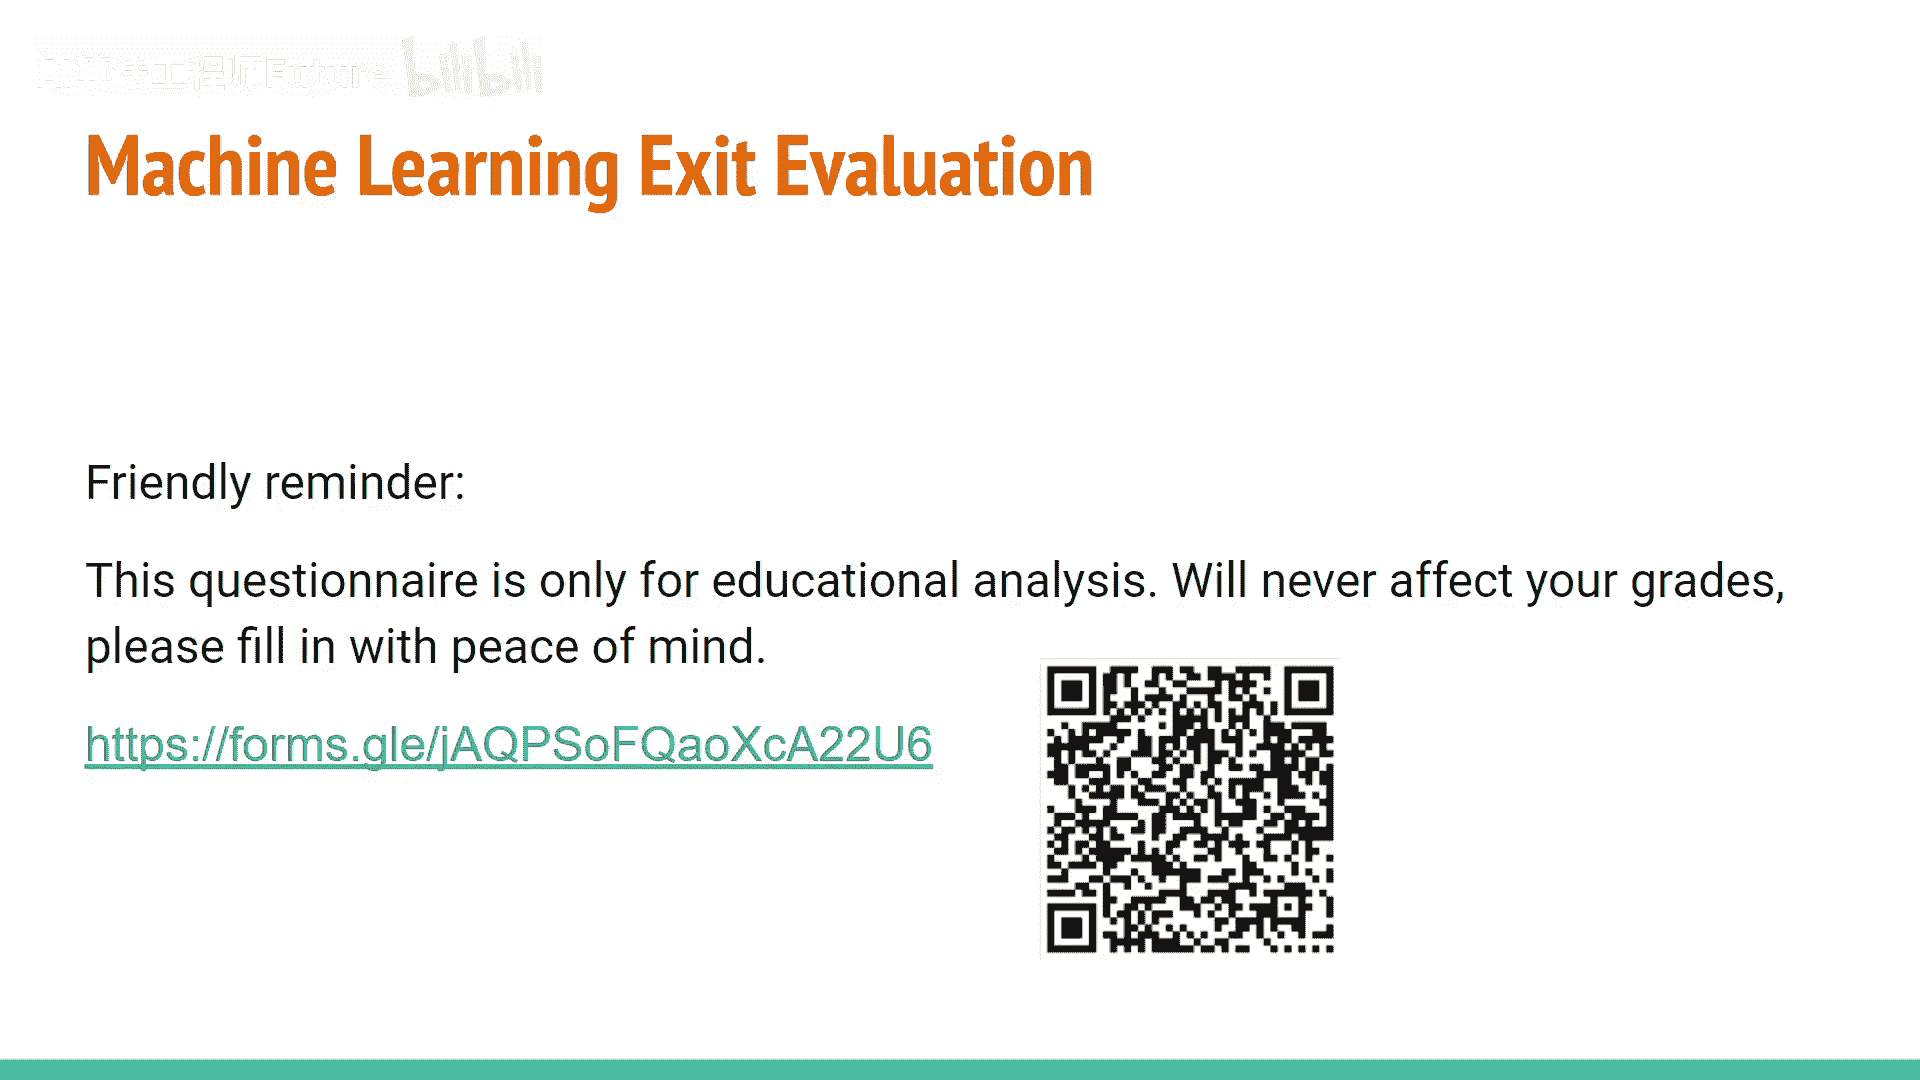 bilibili
Machine Learning Exit Evaluation
Friendly reminder:
This questionnaire is only for educational analysis. Will never affect your grades,
please fill in with peace of mind.
https://forms.gle/jAQPSoFQaoXcA22U6